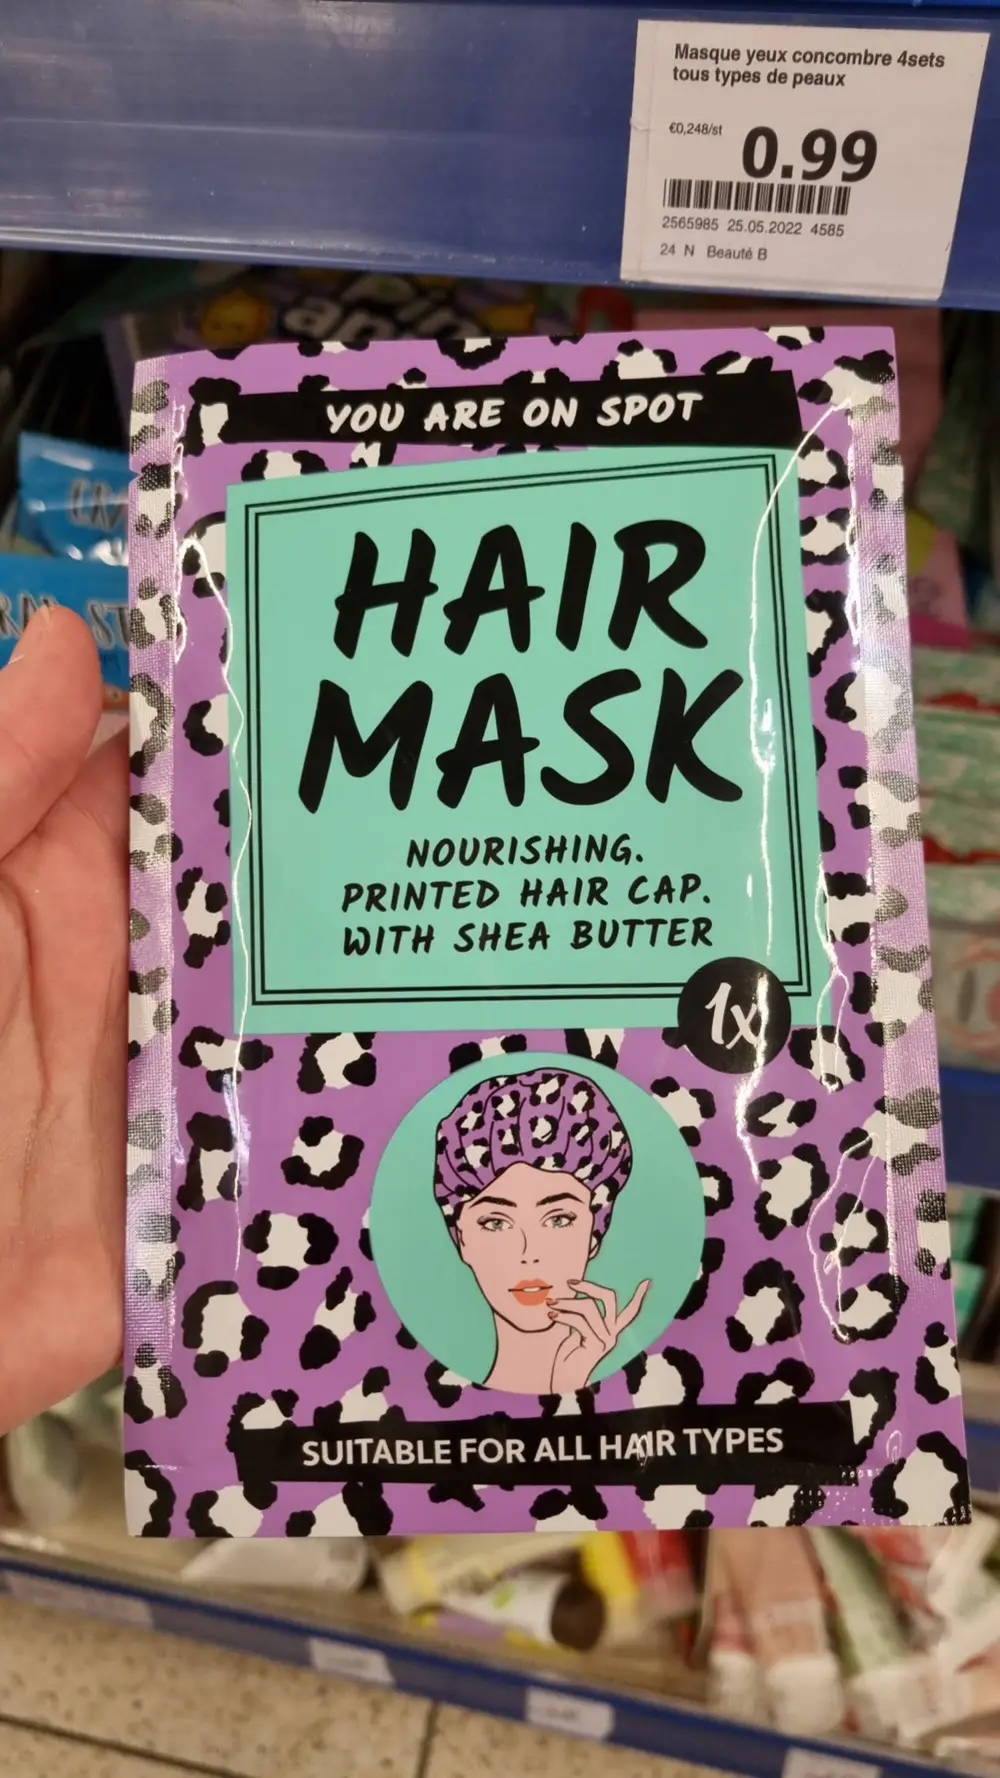 Masque yeux concombre 4sets
tous types de peaux
€0,248/st
0.99
2565985 25.05.2022 4585
24 N Beauté B
YOU ARE ON SPOT
HAIR
MASK
NOURISHING.
PRINTED HAIR CAP.
WITH SHEA BUTTER
1x
SUITABLE FOR ALL HAIR TYPES